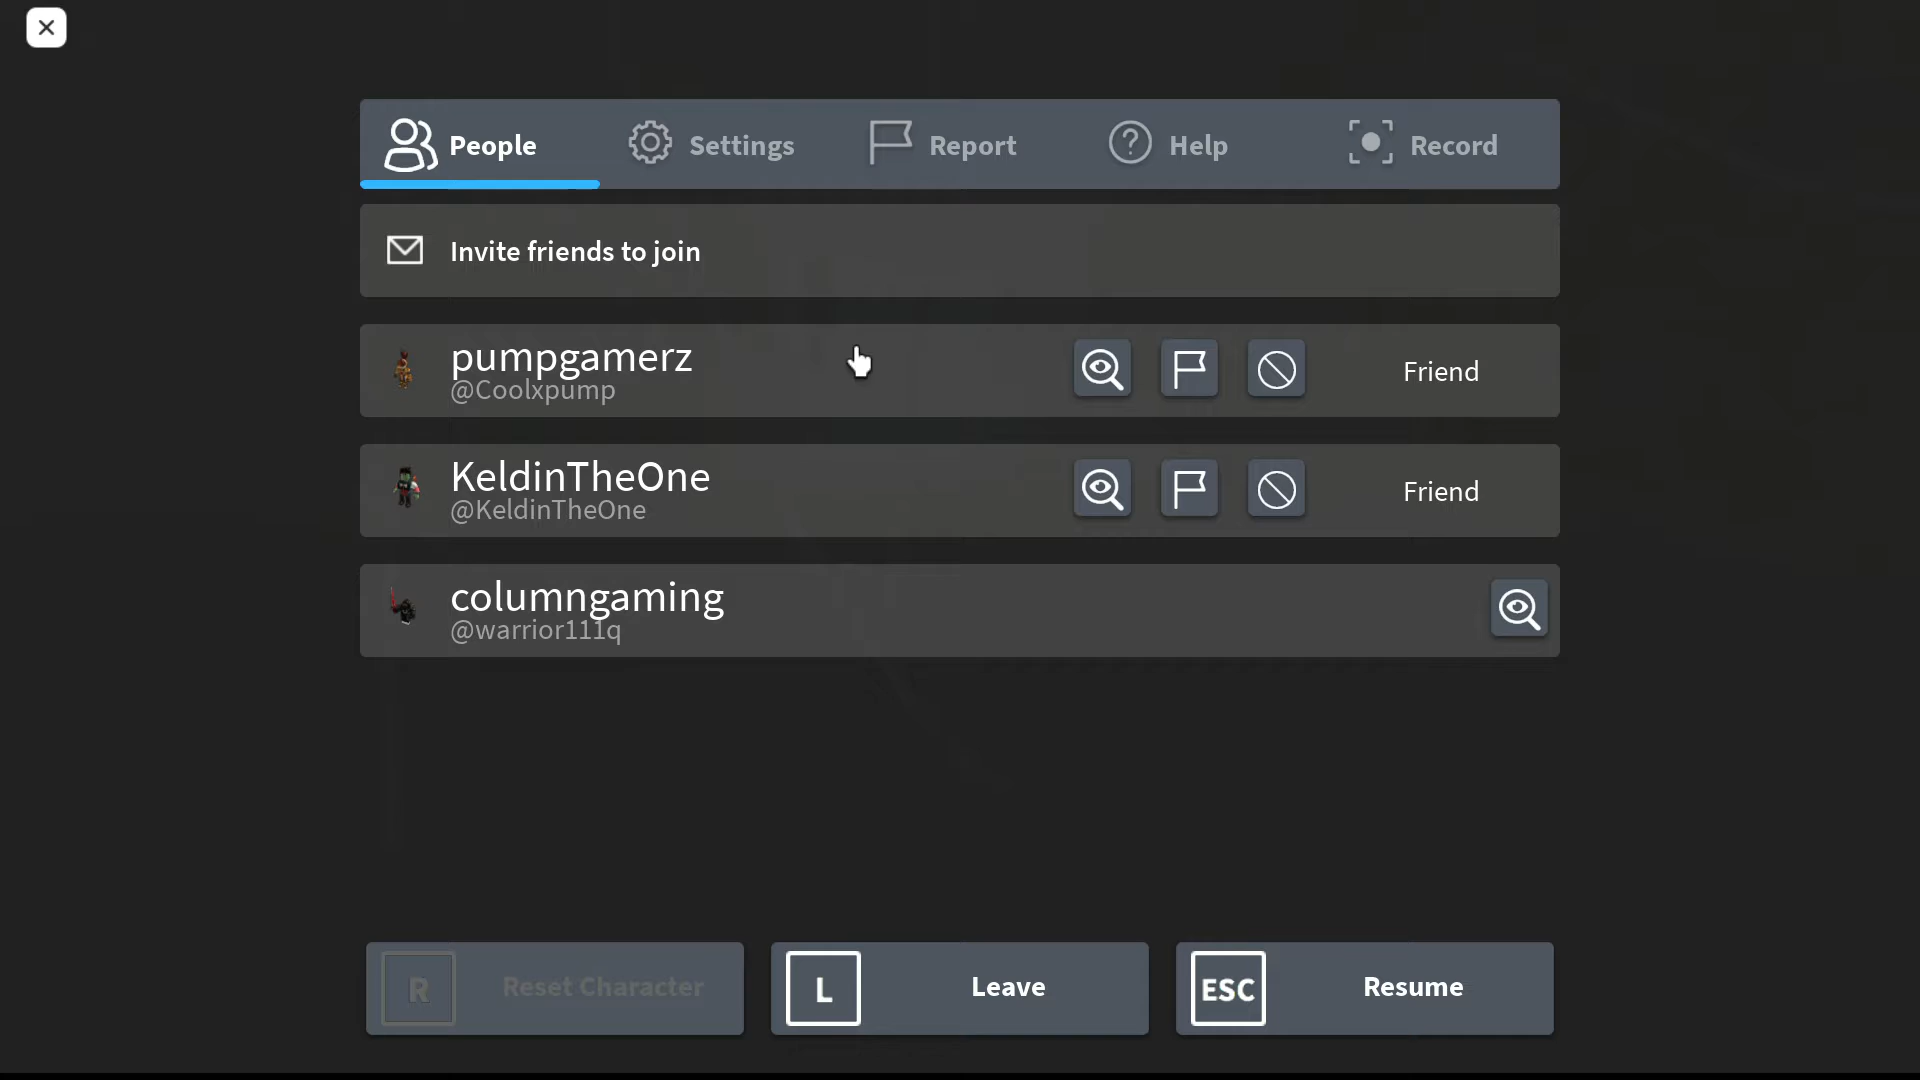 People
Settings
Report
Help
Record
Invite friends to join
pumpgamerz
@Coolxpump
Friend
KeldinTheOne
@KeldinTheOne
Friend
columngaming
@warrior111q
R Reset Character
L Leave
ESC Resume